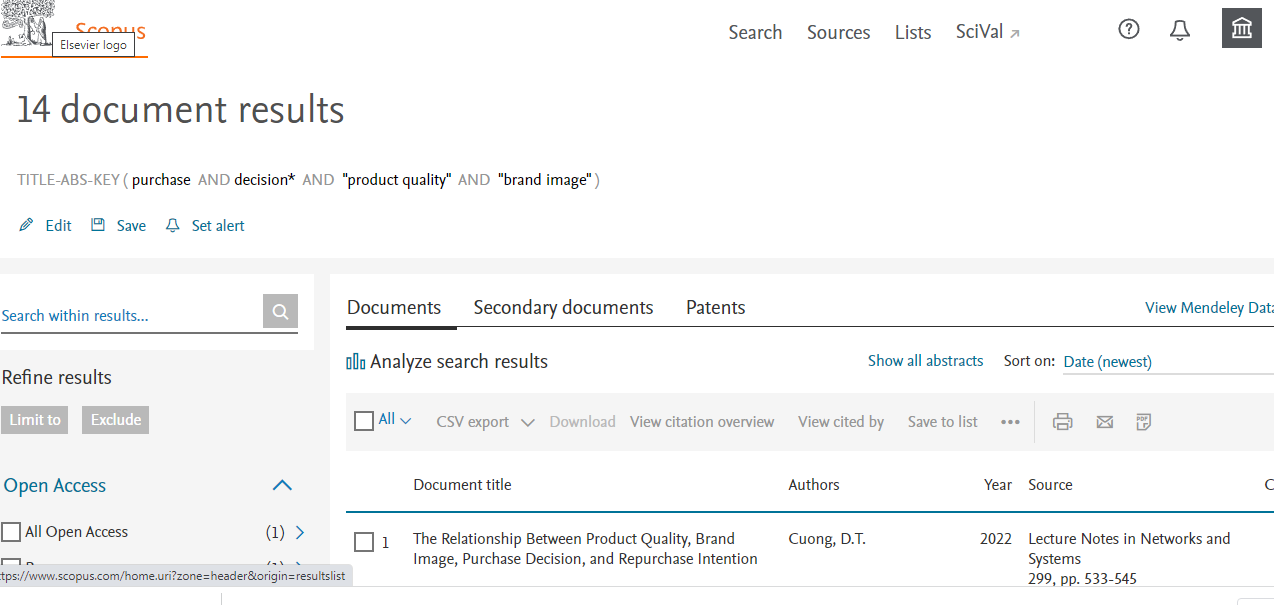 Scopus
Elsevier logo
Search Sources Lists SciVal
14 document results
TITLE-ABS-KEY ( purchase AND decision* AND "product quality" AND "brand image" )
Edit Save Set alert
Search within results...
Documents Secondary documents Patents
View Mendeley Data
Analyze search results
Show all abstracts Sort on: Date (newest)
Refine results
Limit to Exclude
All CSV export Download View citation overview View cited by Save to list
Open Access
Document title Authors Year Source
All Open Access (1)
1 The Relationship Between Product Quality, Brand Image, Purchase Decision, and Repurchase Intention
Cuong, D.T. 2022
Lecture Notes in Networks and
Systems
299, pp. 533-545
ttps://www.scopus.com/home.uri?zone=header&origin=resultslist